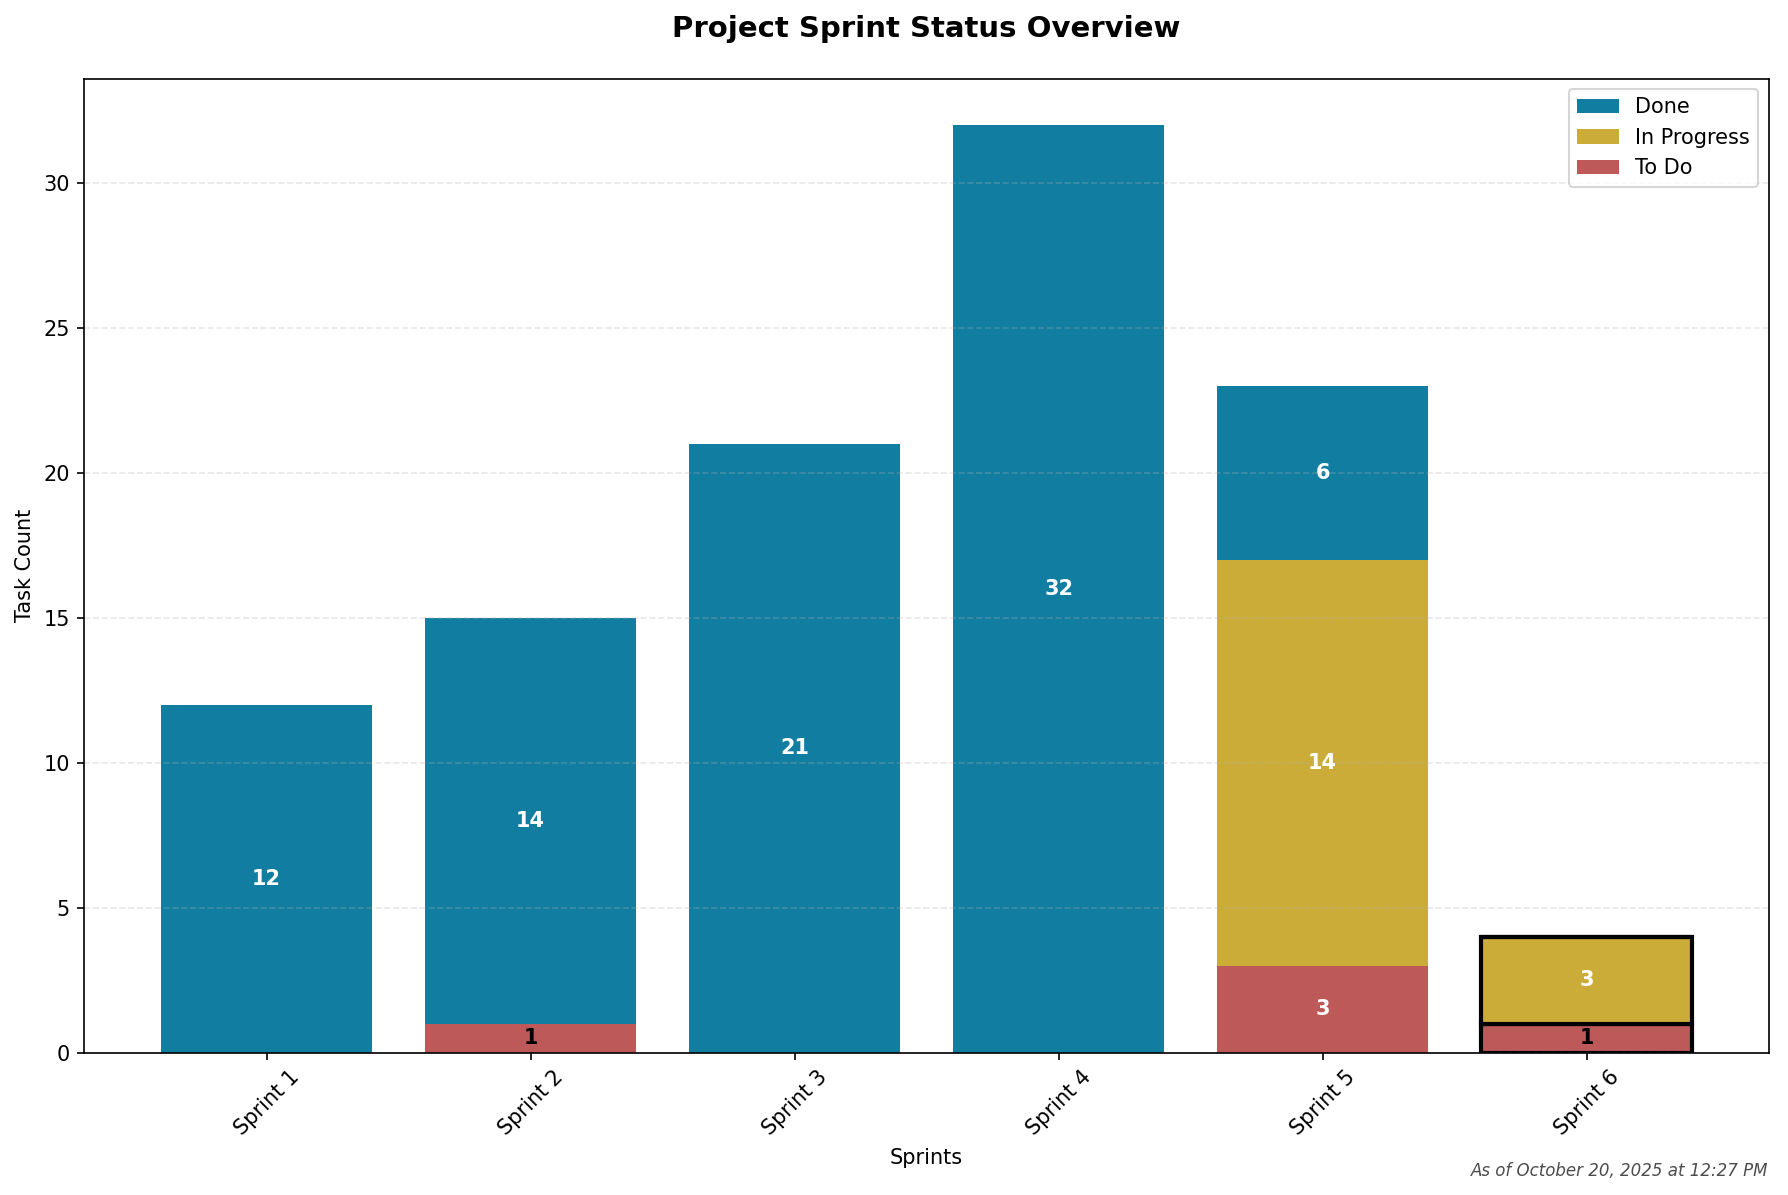 Project Sprint Status Overview
Done
In Progress
To Do
Task Count
30
25
20
15
10
5
0
12
14
1
21
32
6
14
3
3
1
Sprint 1
Sprint 2
Sprint 3
Sprint 4
Sprint 5
Sprint 6
Sprints
As of October 20, 2025 at 12:27 PM